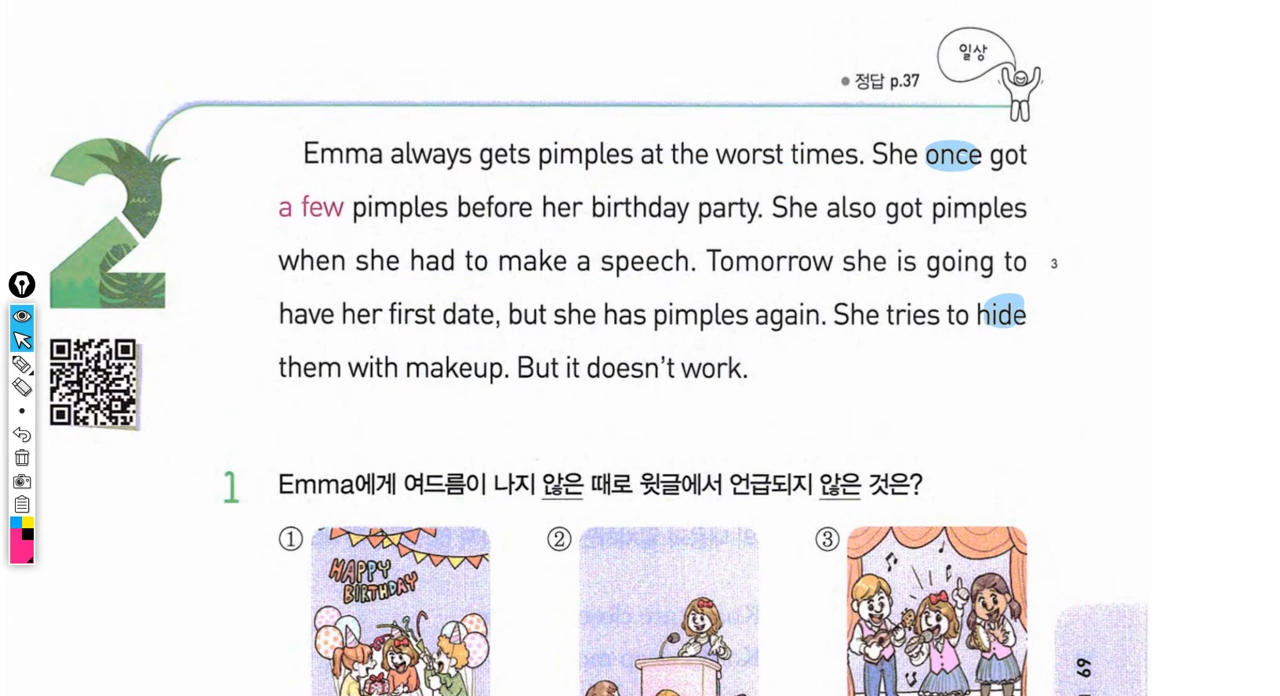 일상
● 정답 p.37
2
Emma always gets pimples at the worst times. She once got
a few pimples before her birthday party. She also got pimples
when she had to make a speech. Tomorrow she is going to
3
have her first date, but she has pimples again. She tries to hide
them with makeup. But it doesn't work.
1 Emma에게 여드름이 나지 않은 때로 윗글에서 언급되지 않은 것은?
① ② ③
HAPPY
BIRTHDAY
69